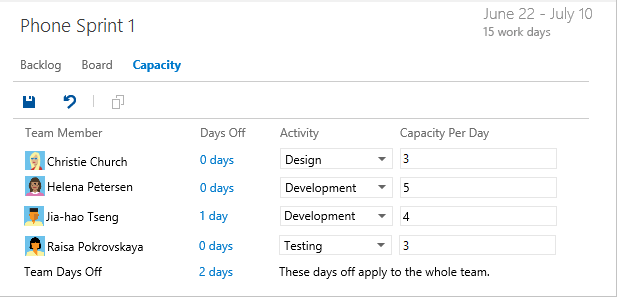 Phone Sprint 1
June 22 - July 10
15 work days
Backlog Board Capacity
Team Member Days Off Activity Capacity Per Day
Christie Church 0 days Design 3
Helena Petersen 0 days Development 5
Jia-hao Tseng 1 day Development 4
Raisa Pokrovskaya 0 days Testing 3
Team Days Off 2 days These days off apply to the whole team.